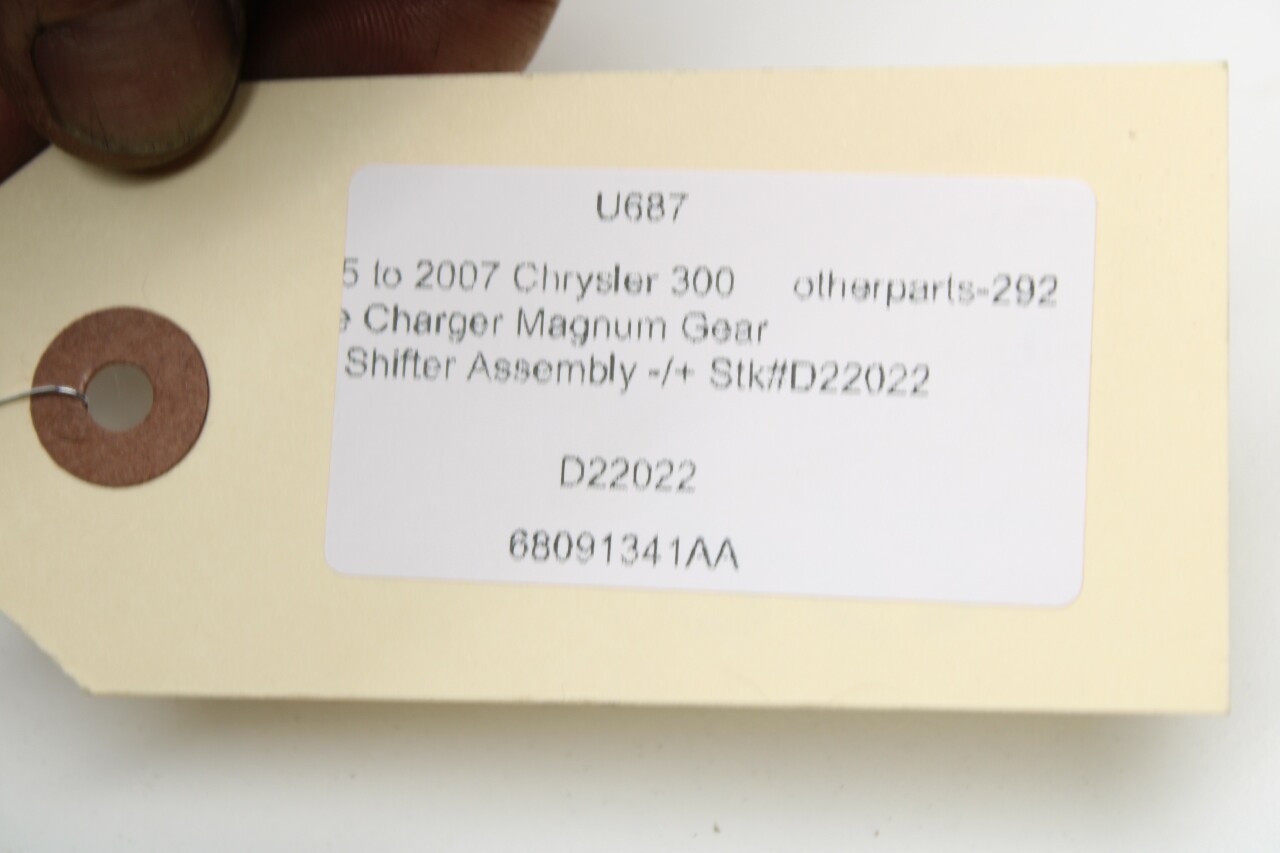 U687
5 to 2007 Chrysler 300 otherparts-292
e Charger Magnum Gear
Shifter Assembly -/+ Stk#D22022
D22022
68091341AA